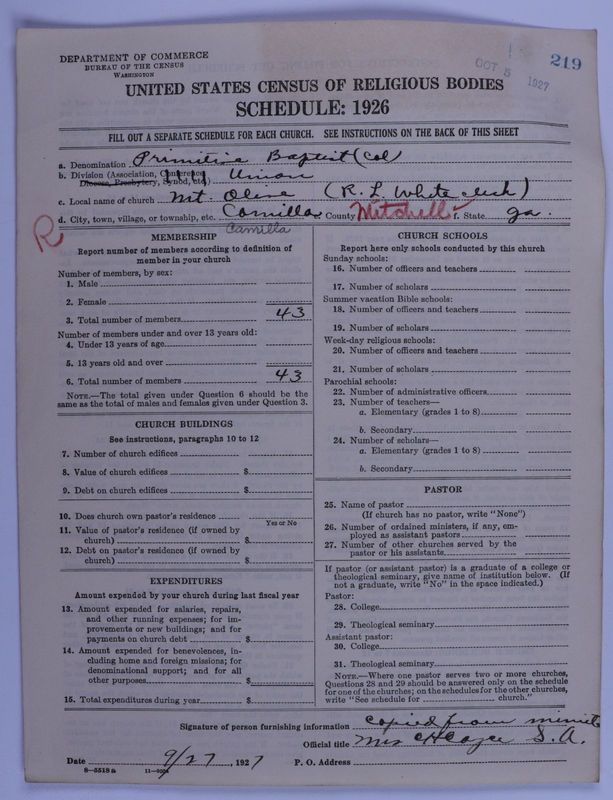 DEPARTMENT OF COMMERCE
BUREAU OF THE CENSUS
WASHINGTON
OCT 5 1927
219
UNITED STATES CENSUS OF RELIGIOUS BODIES
SCHEDULE: 1926
FILL OUT A SEPARATE SCHEDULE FOR EACH CHURCH. SEE INSTRUCTIONS ON THE BACK OF THIS SHEET
a. Denomination Primitive Baptist (Col)
b. Division (Association, Conference, Diocese, Presbytery, Synod, etc.) Union
c. Local name of church Mt. Olive (R. L. White clerk)
d. City, town, village, or township, etc. Camilla County Mitchell f. State Ga.
R
Camilla
MEMBERSHIP
Report number of members according to definition of
member in your church
Number of members, by sex:
1. Male
2. Female
3. Total number of members 43
Number of members under and over 13 years old:
4. Under 13 years of age
5. 13 years old and over
6. Total number of members 43
NOTE.—The total given under Question 6 should be the
same as the total of males and females given under Question 3.
CHURCH BUILDINGS
See instructions, paragraphs 10 to 12
7. Number of church edifices
8. Value of church edifices $
9. Debt on church edifices $
10. Does church own pastor's residence
Yes or No
11. Value of pastor's residence (if owned by
church) $
12. Debt on pastor's residence (if owned by
church) $
EXPENDITURES
Amount expended by your church during last fiscal year
13. Amount expended for salaries, repairs,
and other running expenses; for im-
provements or new buildings; and for
payments on church debt $
14. Amount expended for benevolences, in-
cluding home and foreign missions; for
denominational support; and for all
other purposes $
15. Total expenditures during year $
CHURCH SCHOOLS
Report here only schools conducted by this church
Sunday schools:
16. Number of officers and teachers
17. Number of scholars
Summer vacation Bible schools:
18. Number of officers and teachers
19. Number of scholars
Week-day religious schools:
20. Number of officers and teachers
21. Number of scholars
Parochial schools:
22. Number of administrative officers
23. Number of teachers—
a. Elementary (grades 1 to 8)
b. Secondary
24. Number of scholars—
a. Elementary (grades 1 to 8)
b. Secondary
PASTOR
25. Name of pastor
(If church has no pastor, write "None")
26. Number of ordained ministers, if any, em-
ployed as assistant pastors
27. Number of other churches served by the
pastor or his assistants
If pastor (or assistant pastor) is a graduate of a college or
theological seminary, give name of institution below. (If
not a graduate, write "No" in the space indicated.)
Pastor:
28. College
29. Theological seminary
Assistant pastor:
30. College
31. Theological seminary
NOTE.—Where one pastor serves two or more churches,
Questions 28 and 29 should be answered only on the schedule
for one of the churches; on the schedules for the other churches,
write "See schedule for church."
Signature of person furnishing information copied from minute
Official title Mrs C H Cayce S. A.
Date 9/27, 1927 P. O. Address
8—5518a